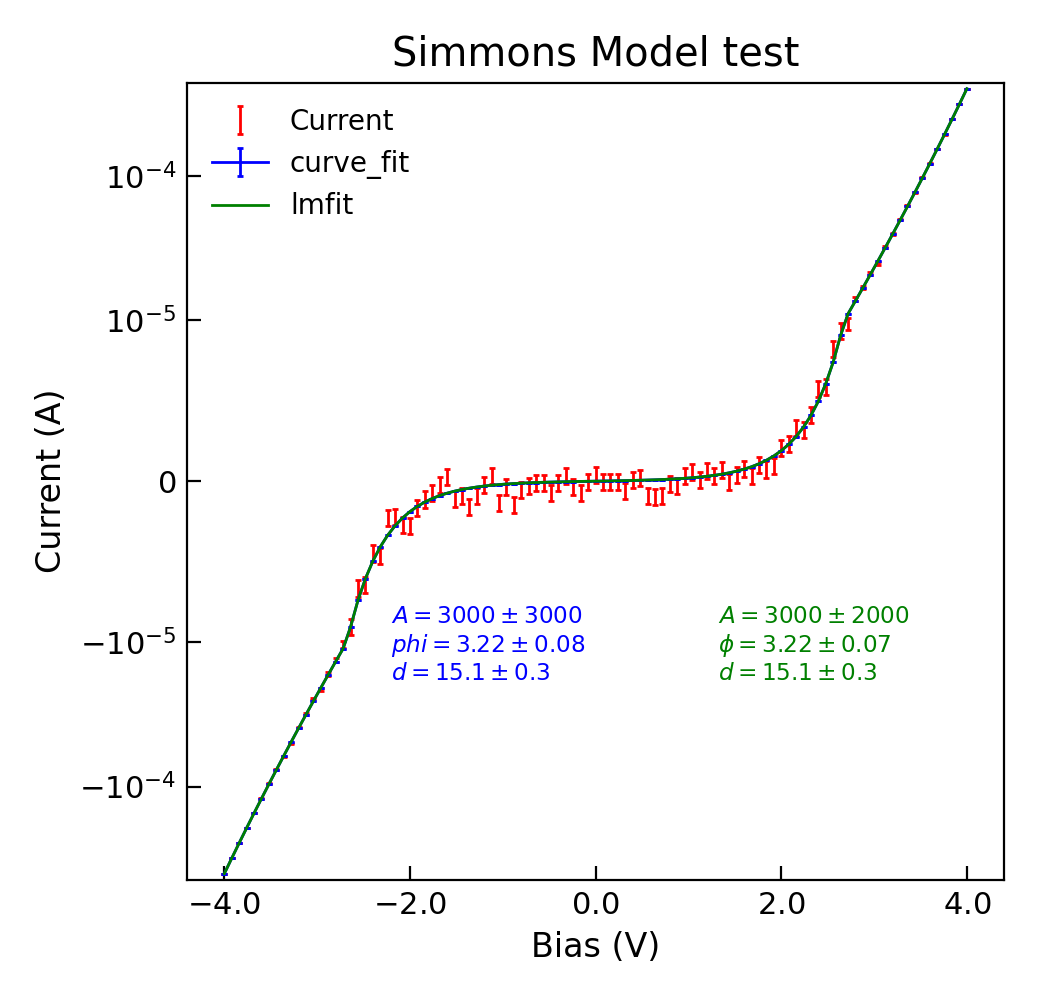 Simmons Model test
Current
curve_fit
lmfit
10⁻⁴
10⁻⁵
0
−10⁻⁵
−10⁻⁴
Current (A)
A = 3000 ± 3000
phi = 3.22 ± 0.08
d = 15.1 ± 0.3
A = 3000 ± 2000
ϕ = 3.22 ± 0.07
d = 15.1 ± 0.3
−4.0 −2.0 0.0 2.0 4.0
Bias (V)